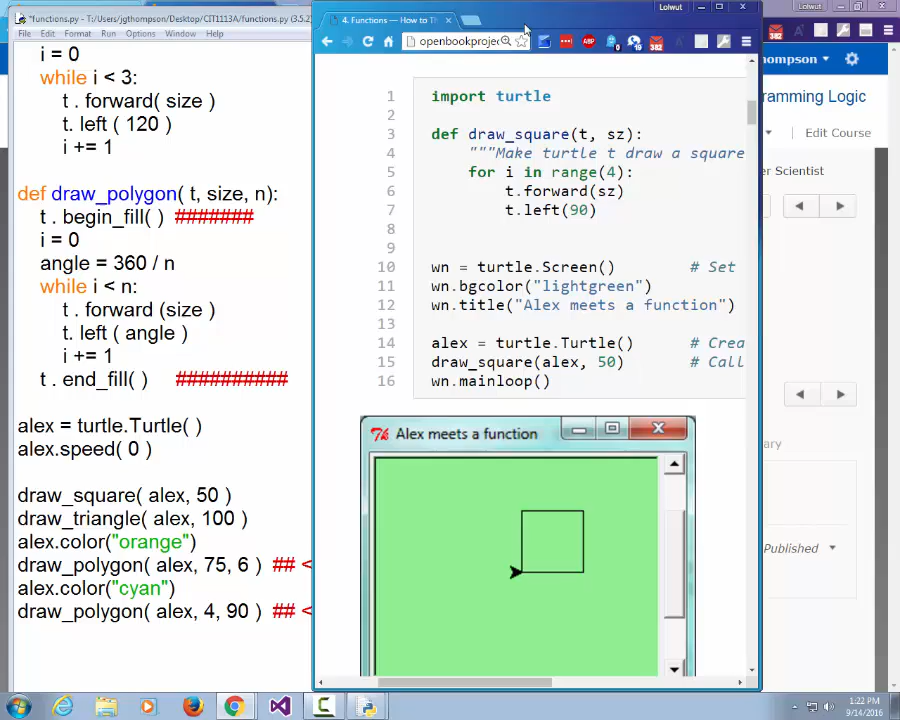 *functions.py - T:/Users/jgthompson/Desktop/CIT1113A/functions.py (3.5.2
File Edit Format Run Options Window Help
i = 0
while i < 3:
t . forward( size )
t. left ( 120 )
i += 1
def draw_polygon( t, size, n):
t . begin_fill( ) #######
i = 0
angle = 360 / n
while i < n:
t . forward (size )
t. left ( angle )
i += 1
t . end_fill( ) ##########
alex = turtle.Turtle( )
alex.speed( 0 )
draw_square( alex, 50 )
draw_triangle( alex, 100 )
alex.color("orange")
draw_polygon( alex, 75, 6 ) ## <
alex.color("cyan")
draw_polygon( alex, 4, 90 ) ## <
4. Functions — How to Th
Lolwut
openbookproje
ABP
0
19
382
1 import turtle
2
3 def draw_square(t, sz):
4 """Make turtle t draw a square
5 for i in range(4):
6 t.forward(sz)
7 t.left(90)
8
9
10 wn = turtle.Screen() # Set
11 wn.bgcolor("lightgreen")
12 wn.title("Alex meets a function")
13
14 alex = turtle.Turtle() # Crea
15 draw_square(alex, 50) # Call
16 wn.mainloop()
Alex meets a function
Lolwut
382
hompson
ramming Logic
Edit Course
er Scientist
ary
Published
1:22 PM
9/14/2016